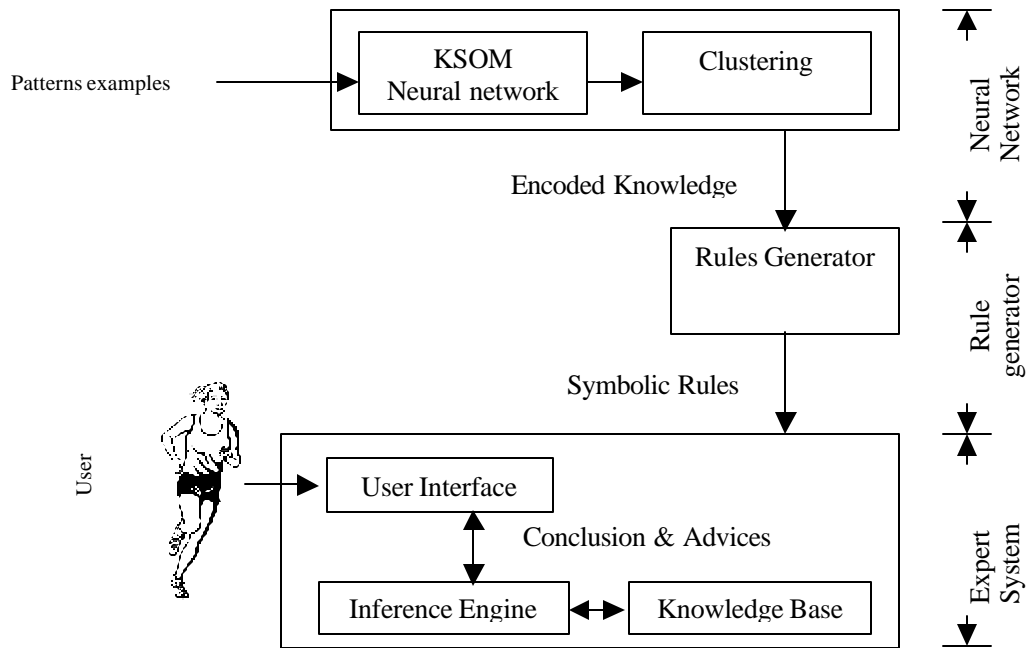 KSOM
Neural network
Clustering
Patterns examples
Neural
Network
Encoded Knowledge
Rules Generator
Rule
generator
Symbolic Rules
User
User Interface
Conclusion & Advices
Inference Engine
Knowledge Base
Expert
System